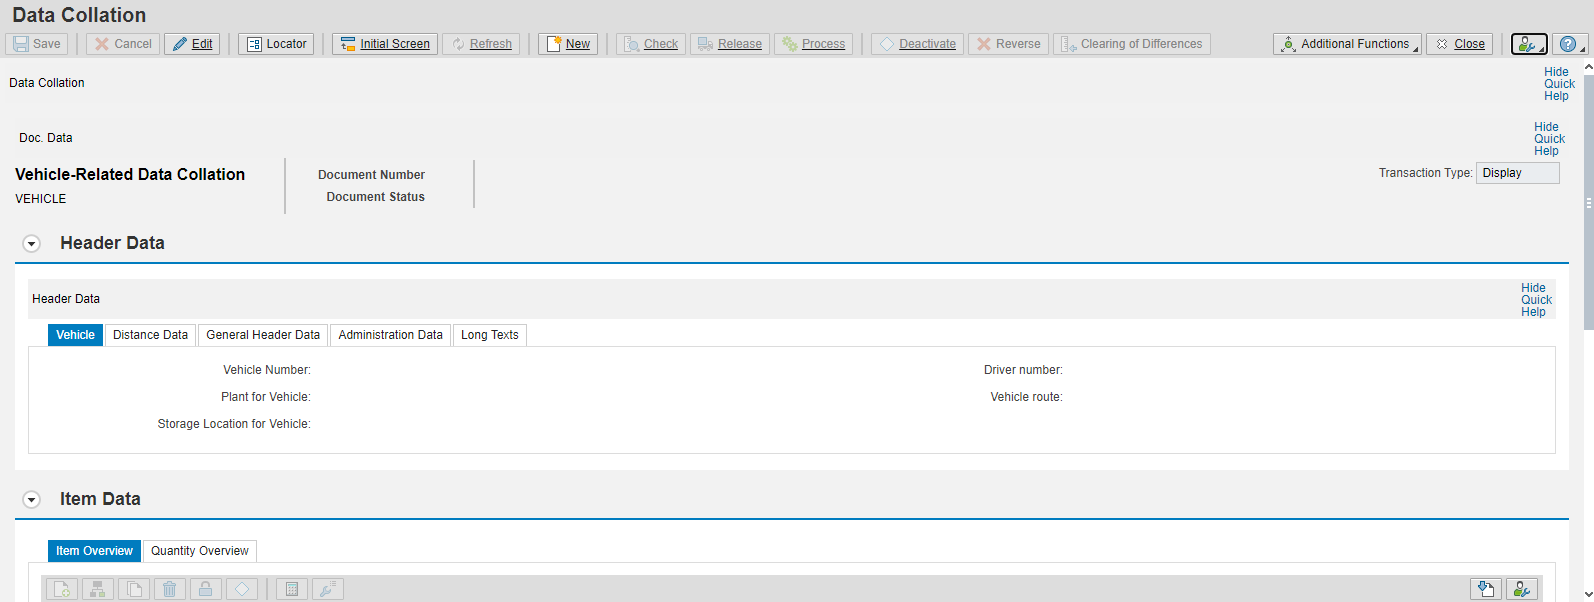 Data Collation
Save Cancel Edit Locator Initial Screen Refresh New Check Release Process Deactivate Reverse Clearing of Differences Additional Functions Close
Data Collation
Hide
Quick
Help
Doc. Data
Hide
Quick
Help
Vehicle-Related Data Collation
VEHICLE
Document Number
Document Status
Transaction Type: Display
Header Data
Header Data
Hide
Quick
Help
Vehicle Distance Data General Header Data Administration Data Long Texts
Vehicle Number: Driver number:
Plant for Vehicle: Vehicle route:
Storage Location for Vehicle:
Item Data
Item Overview Quantity Overview